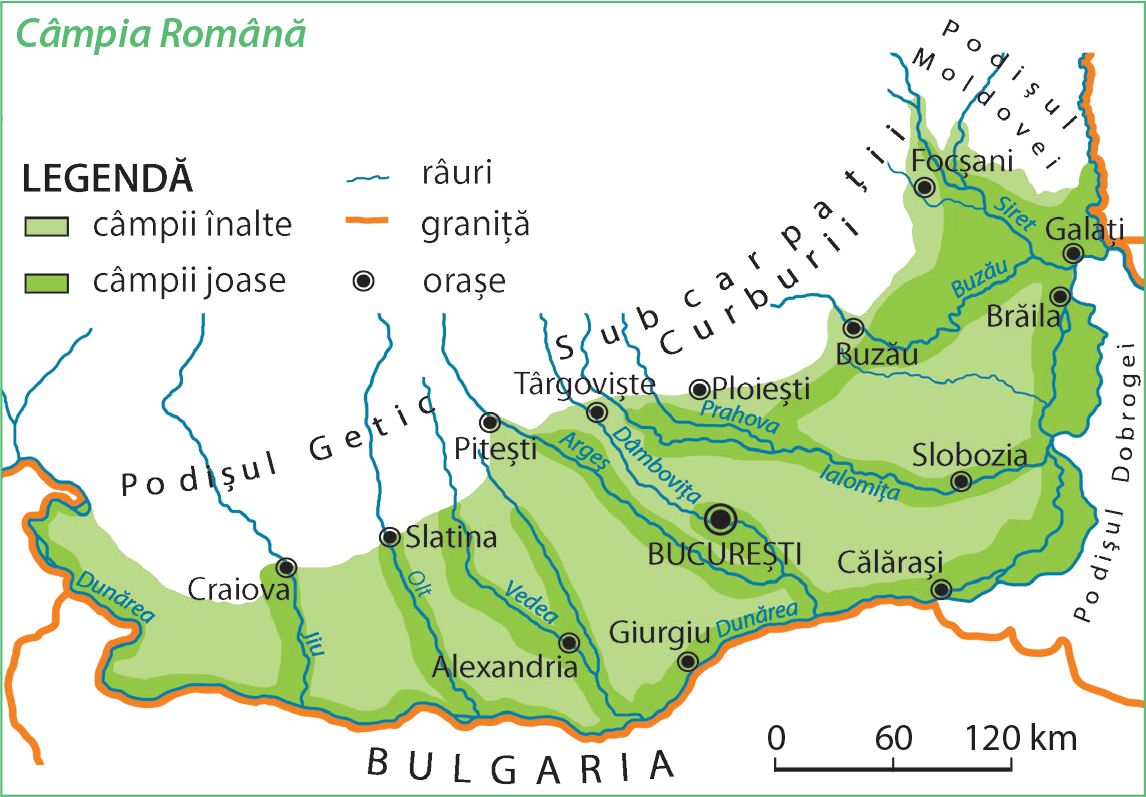 Câmpia Română
LEGENDĂ
câmpii înalte
câmpii joase
râuri
graniță
orașe
Podișul
Moldovei
Subcarpații
Curburii
Podișul Getic
Podișul Dobrogei
BULGARIA
Focșani
Siret
Galați
Buzău
Brăila
Buzău
Târgoviște
Ploiești
Prahova
Pitești
Argeș
Dâmbovița
Ialomița
Slobozia
Slatina
BUCUREȘTI
Călărași
Craiova
Dunărea
Olt
Vedea
Jiu
Giurgiu
Dunărea
Alexandria
0 60 120 km